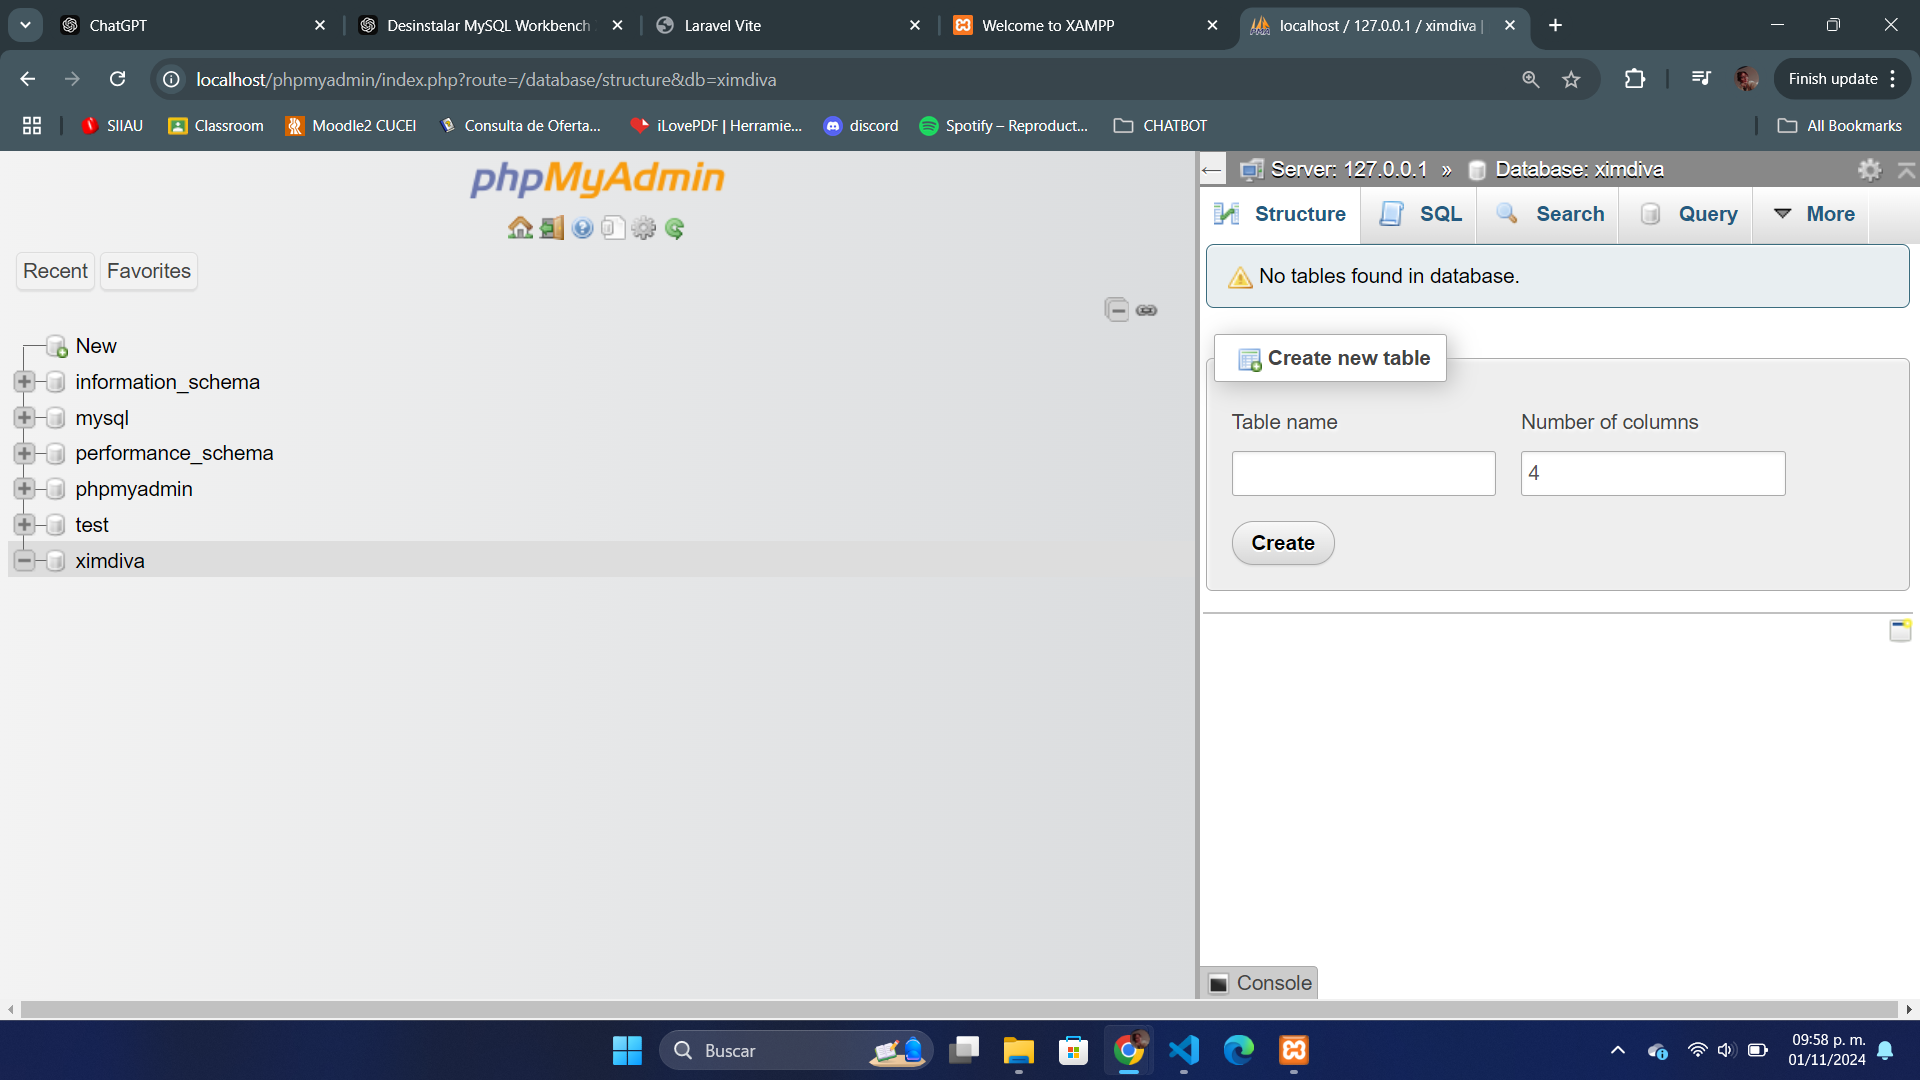 ChatGPT
Desinstalar MySQL Workbench
Laravel Vite
Welcome to XAMPP
localhost / 127.0.0.1 / ximdiva |
localhost/phpmyadmin/index.php?route=/database/structure&db=ximdiva
Finish update
SIIAU
Classroom
Moodle2 CUCEI
Consulta de Oferta...
iLovePDF | Herramie...
discord
Spotify – Reproduct...
CHATBOT
All Bookmarks
phpMyAdmin
Recent
Favorites
New
information_schema
mysql
performance_schema
phpmyadmin
test
ximdiva
Server: 127.0.0.1 » Database: ximdiva
Structure
SQL
Search
Query
More
No tables found in database.
Create new table
Table name
Number of columns
4
Create
Console
Buscar
09:58 p. m.
01/11/2024